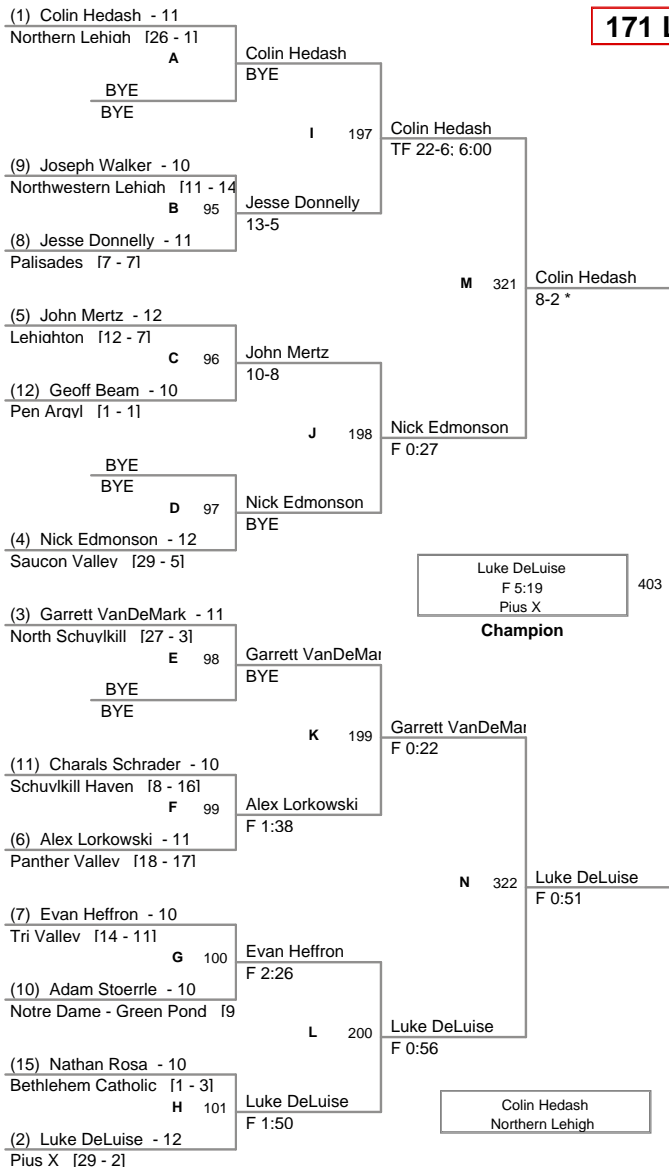 (1) Colin Hedash - 11
Northern Lehigh [26 - 1]
A
BYE
BYE
Colin Hedash
BYE
171 L
I 197
Colin Hedash
TF 22-6; 6:00
(9) Joseph Walker - 10
Northwestern Lehigh [11 - 14
B 95
(8) Jesse Donnelly - 11
Palisades [7 - 7]
Jesse Donnelly
13-5
M 321
Colin Hedash
8-2 *
(5) John Mertz - 12
Lehighton [12 - 7]
C 96
(12) Geoff Beam - 10
Pen Argyl [1 - 1]
John Mertz
10-8
J 198
Nick Edmonson
F 0:27
BYE
BYE
D 97
(4) Nick Edmonson - 12
Saucon Valley [29 - 5]
Nick Edmonson
BYE
Luke DeLuise
F 5:19
Pius X
403
Champion
(3) Garrett VanDeMark - 11
North Schuylkill [27 - 3]
E 98
BYE
BYE
Garrett VanDeMar
BYE
K 199
Garrett VanDeMar
F 0:22
(11) Charals Schrader - 10
Schuylkill Haven [8 - 16]
F 99
(6) Alex Lorkowski - 11
Panther Valley [18 - 17]
Alex Lorkowski
F 1:38
N 322
Luke DeLuise
F 0:51
(7) Evan Heffron - 10
Tri Valley [14 - 11]
G 100
(10) Adam Stoerrle - 10
Notre Dame - Green Pond [9
Evan Heffron
F 2:26
L 200
Luke DeLuise
F 0:56
(15) Nathan Rosa - 10
Bethlehem Catholic [1 - 3]
H 101
(2) Luke DeLuise - 12
Pius X [29 - 2]
Luke DeLuise
F 1:50
Colin Hedash
Northern Lehigh